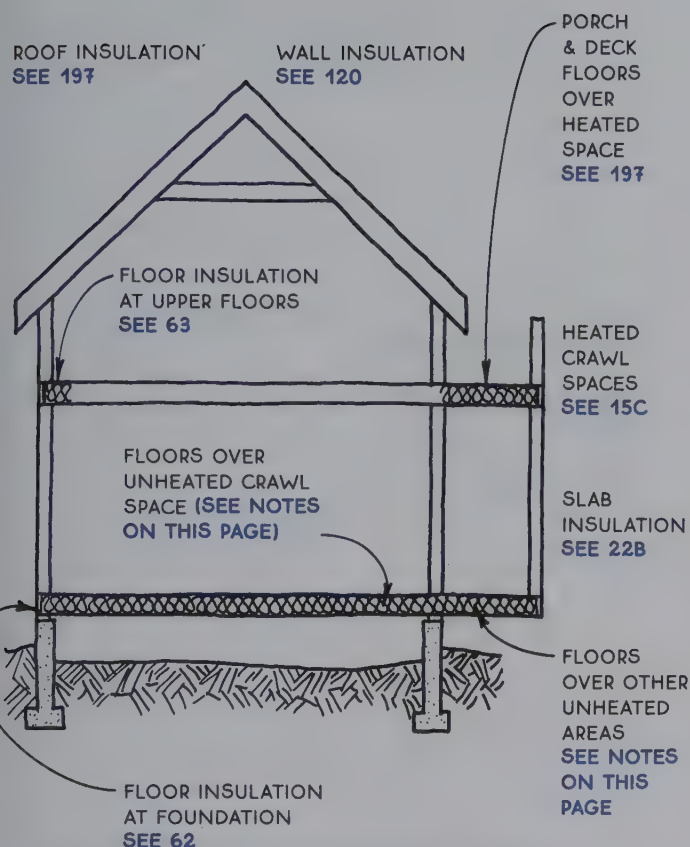 ROOF INSULATION
SEE 197
WALL INSULATION
SEE 120
PORCH
& DECK
FLOORS
OVER
HEATED
SPACE
SEE 197
FLOOR INSULATION
AT UPPER FLOORS
SEE 63
HEATED
CRAWL
SPACES
SEE 15C
FLOORS OVER
UNHEATED CRAWL
SPACE (SEE NOTES
ON THIS PAGE)
SLAB
INSULATION
SEE 22B
FLOORS
OVER OTHER
UNHEATED
AREAS
SEE NOTES
ON THIS
PAGE
FLOOR INSULATION
AT FOUNDATION
SEE 62